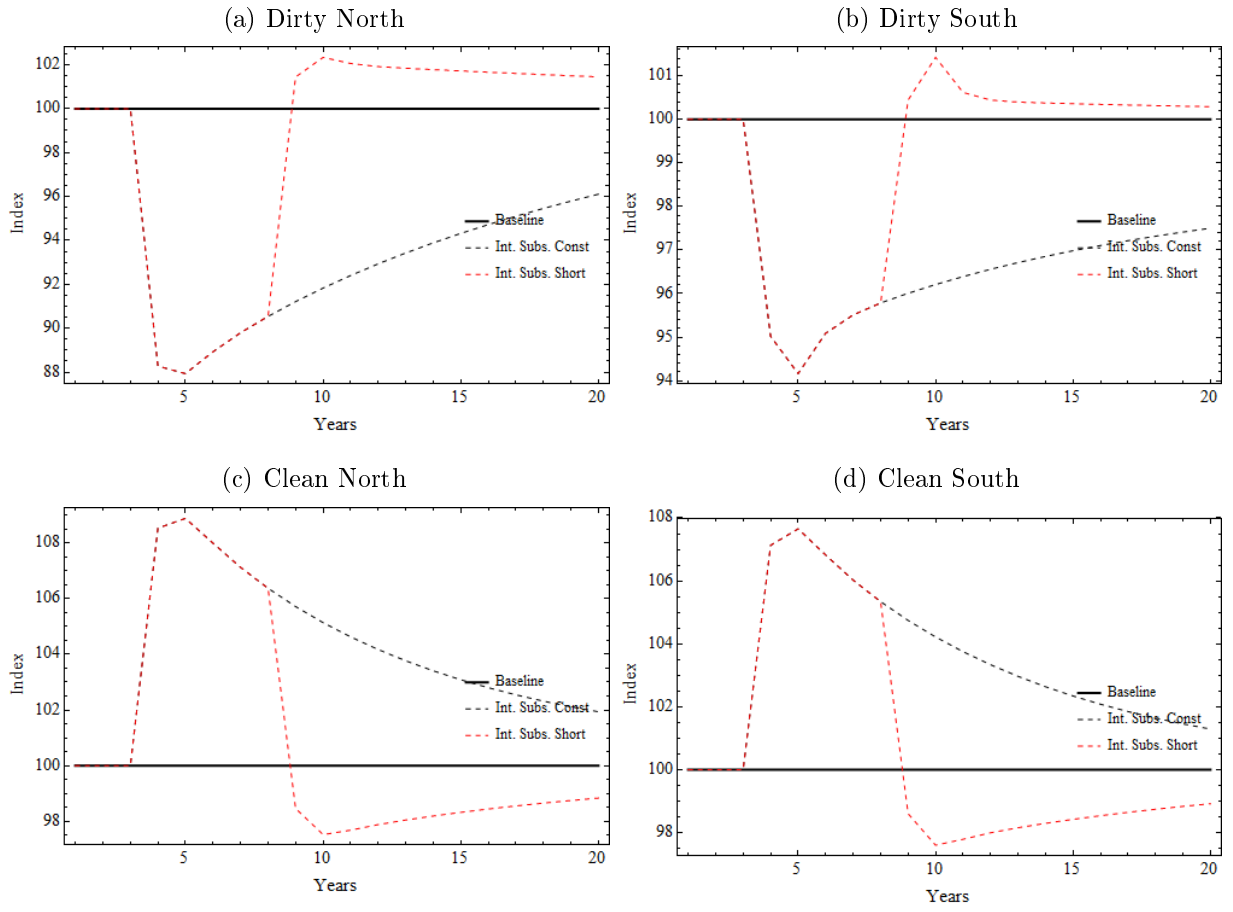 (a) Dirty North
102
100
98
96
94
92
90
88
Index
Baseline
Int. Subs. Const
Int. Subs. Short
5
10
15
20
Years
(b) Dirty South
101
100
99
98
97
96
95
94
Index
Baseline
Int. Subs. Const
Int. Subs. Short
5
10
15
20
Years
(c) Clean North
108
106
104
102
100
98
Index
Baseline
Int. Subs. Const
Int. Subs. Short
5
10
15
20
Years
(d) Clean South
108
106
104
102
100
98
Index
Baseline
Int. Subs. Const
Int. Subs. Short
5
10
15
20
Years